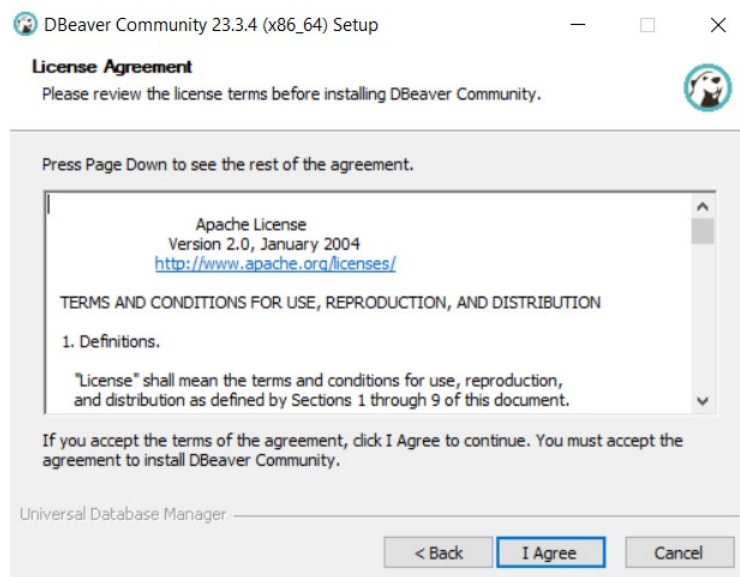 DBeaver Community 23.3.4 (x86_64) Setup
License Agreement
Please review the license terms before installing DBeaver Community.
Press Page Down to see the rest of the agreement.
Apache License
Version 2.0, January 2004
http://www.apache.org/licenses/
TERMS AND CONDITIONS FOR USE, REPRODUCTION, AND DISTRIBUTION
1. Definitions.
"License" shall mean the terms and conditions for use, reproduction,
and distribution as defined by Sections 1 through 9 of this document.
If you accept the terms of the agreement, click I Agree to continue. You must accept the
agreement to install DBeaver Community.
Universal Database Manager
< Back
I Agree
Cancel